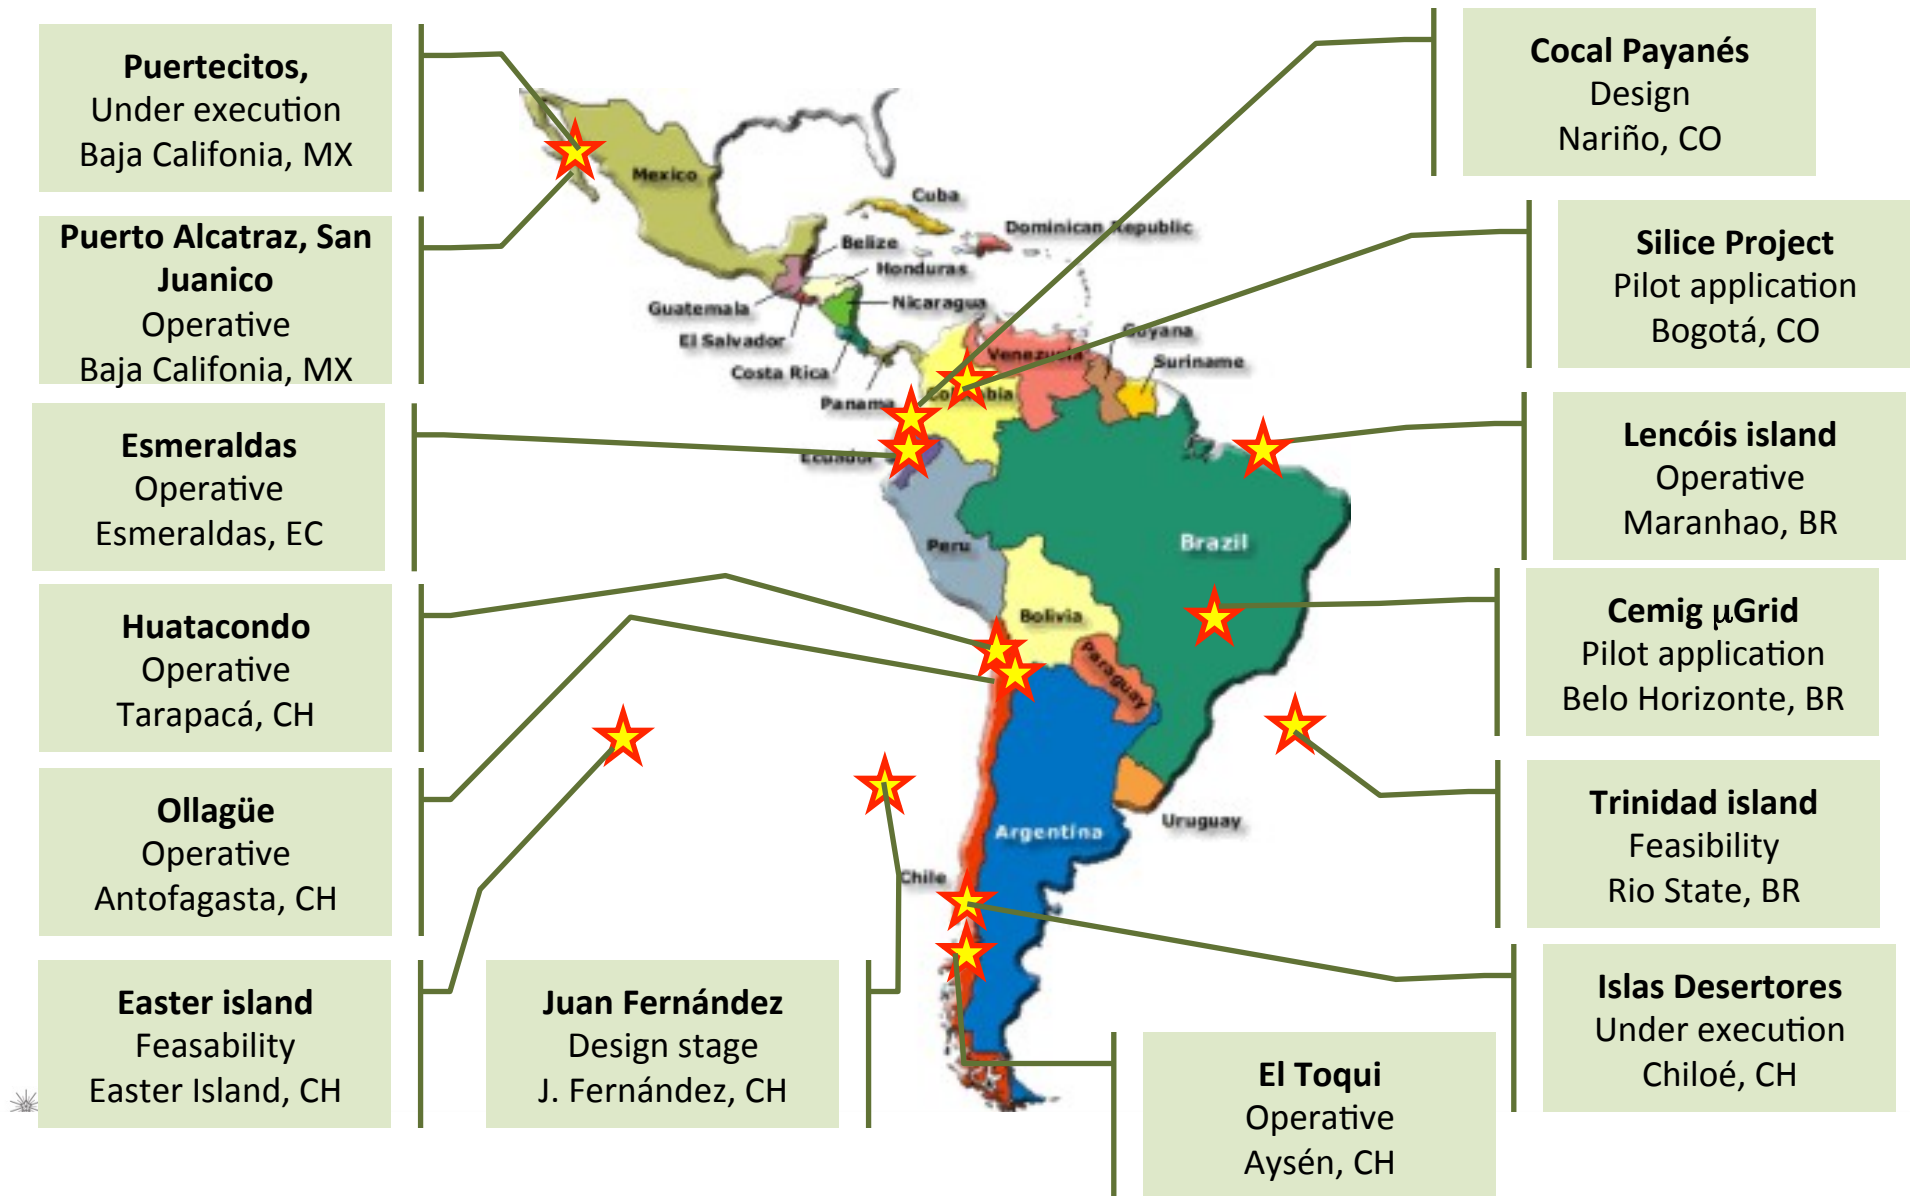 Puertecitos,
Under execution
Baja Califonia, MX
Puerto Alcatraz, San
Juanico
Operative
Baja Califonia, MX
Esmeraldas
Operative
Esmeraldas, EC
Huatacondo
Operative
Tarapacá, CH
Ollagüe
Operative
Antofagasta, CH
Easter island
Feasability
Easter Island, CH
Juan Fernández
Design stage
J. Fernández, CH
El Toqui
Operative
Aysén, CH
Cocal Payanés
Design
Nariño, CO
Silice Project
Pilot application
Bogotá, CO
Lencóis island
Operative
Maranhao, BR
Cemig µGrid
Pilot application
Belo Horizonte, BR
Trinidad island
Feasibility
Rio State, BR
Islas Desertores
Under execution
Chiloé, CH
Mexico
Cuba
Dominican Republic
Belize
Honduras
Guatemala
Nicaragua
El Salvador
Costa Rica
Panama
Venezuela
Guyana
Suriname
Colombia
Ecuador
Peru
Brazil
Bolivia
Paraguay
Uruguay
Argentina
Chile